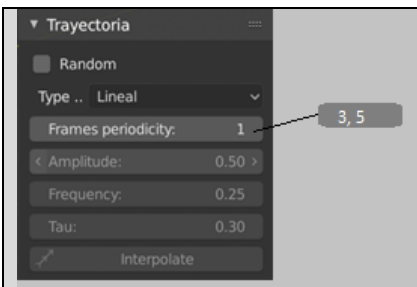 Trayectoria
Random
Type .. Lineal
Frames periodicity: 1
3, 5
Amplitude: 0.50
Frequency: 0.25
Tau: 0.30
Interpolate